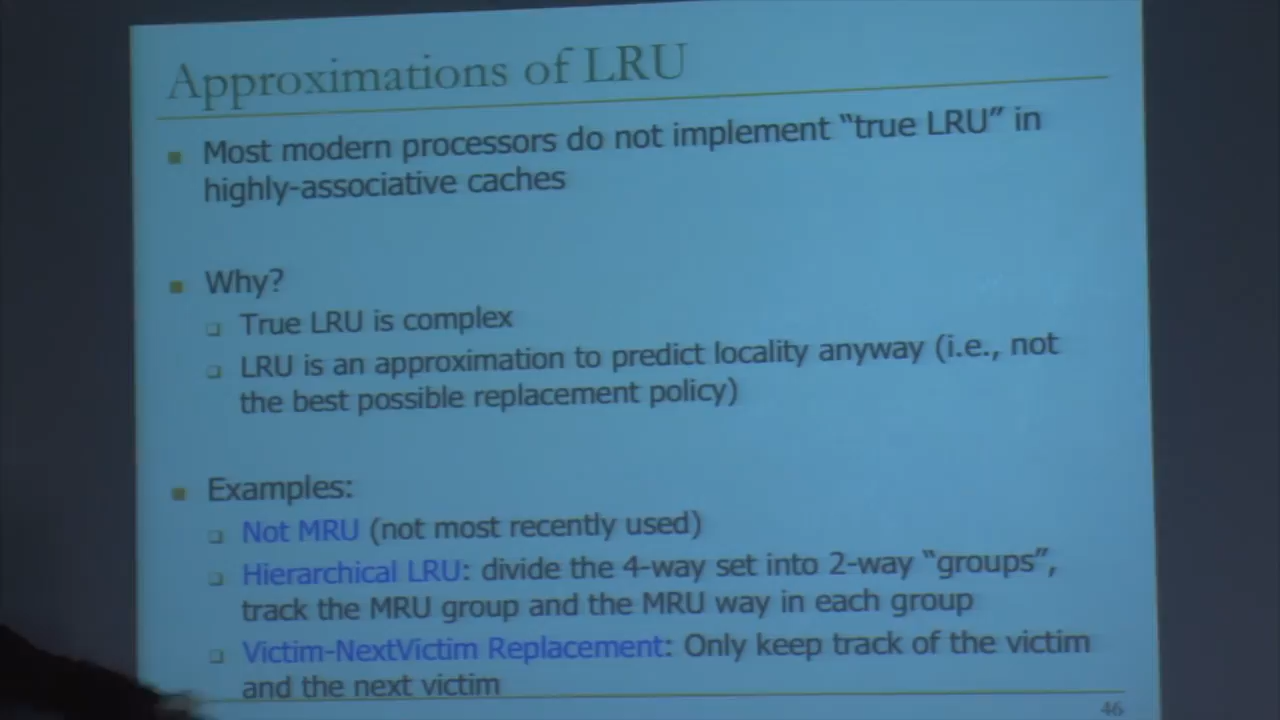 Approximations of LRU
Most modern processors do not implement “true LRU” in
highly-associative caches
Why?
True LRU is complex
LRU is an approximation to predict locality anyway (i.e., not
the best possible replacement policy)
Examples:
Not MRU (not most recently used)
Hierarchical LRU: divide the 4-way set into 2-way “groups”,
track the MRU group and the MRU way in each group
Victim-NextVictim Replacement: Only keep track of the victim
and the next victim
46